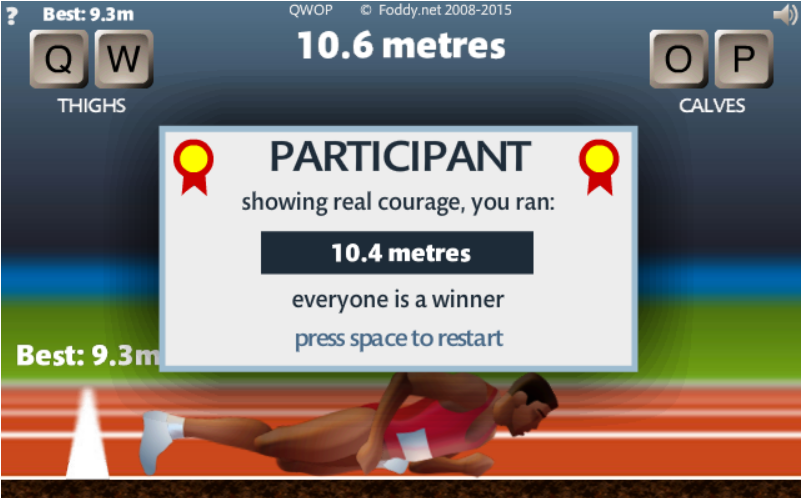 ?
Best: 9.3m
QWOP © Foddy.net 2008-2015
10.6 metres
Q W
THIGHS
O P
CALVES
PARTICIPANT
showing real courage, you ran:
10.4 metres
everyone is a winner
press space to restart
Best: 9.3m